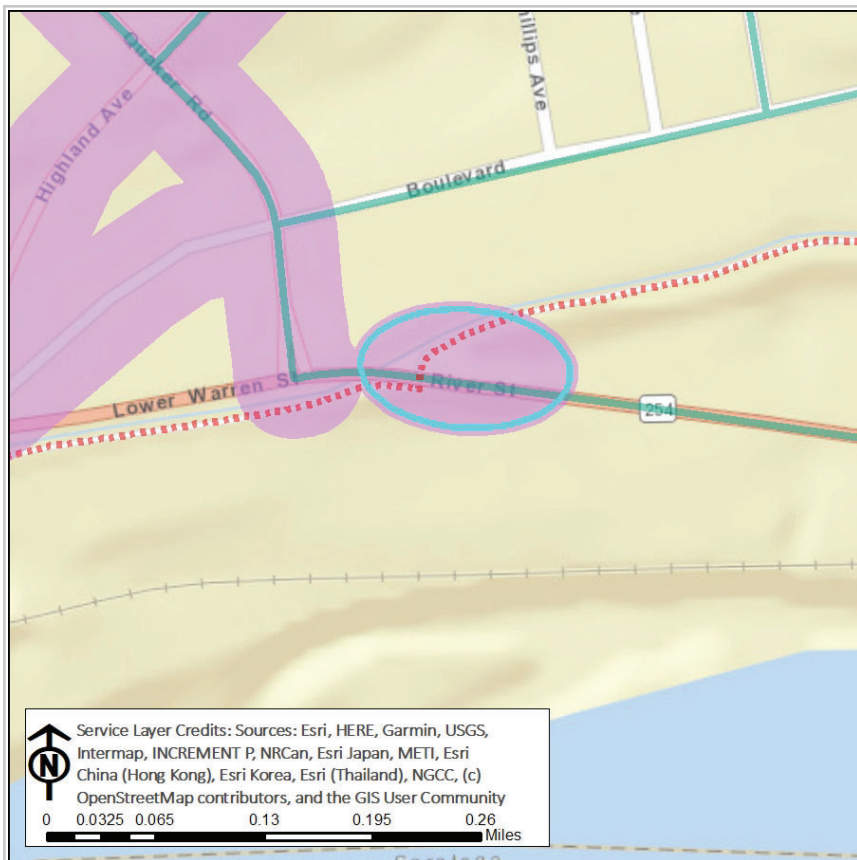 Quaker Rd
Highland Ave
Boulevard
Lower Warren St
River St
254
Service Layer Credits: Sources: Esri, HERE, Garmin, USGS,
Intermap, INCREMENT P, NRCan, Esri Japan, METI, Esri
China (Hong Kong), Esri Korea, Esri (Thailand), NGCC, (c)
OpenStreetMap contributors, and the GIS User Community
N
0 0.0325 0.065 0.13 0.195 0.26
Miles